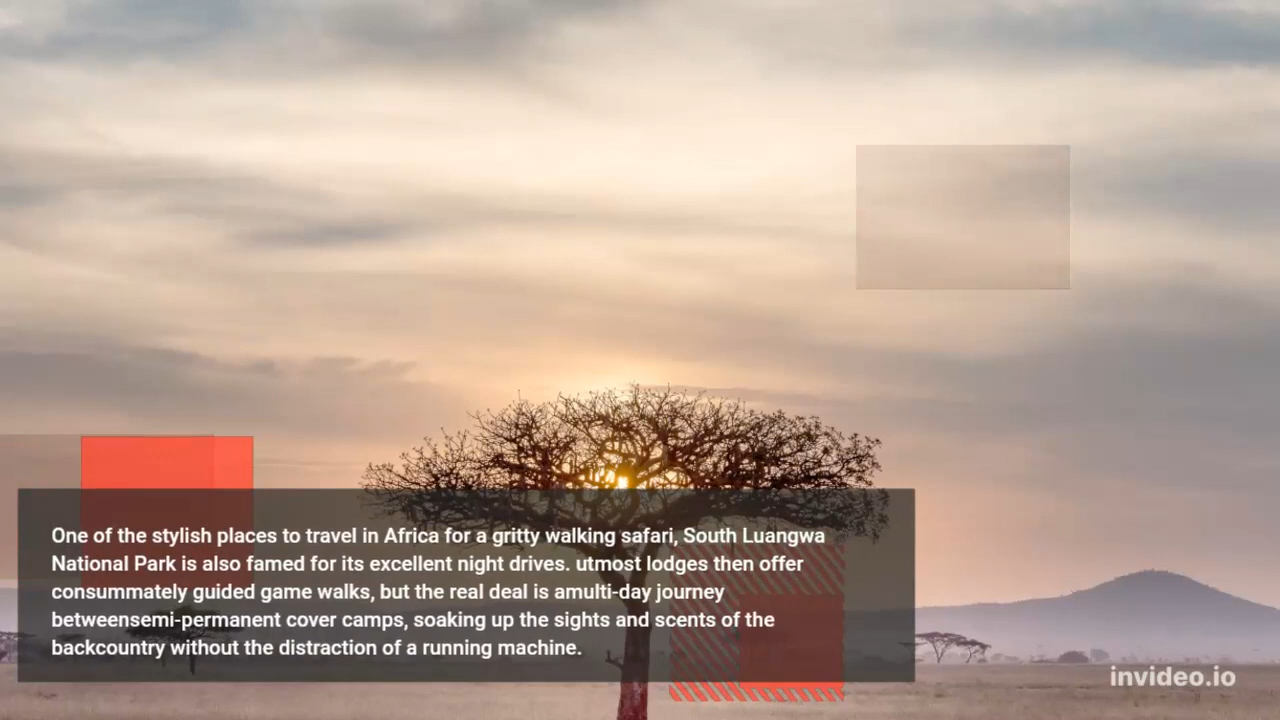 One of the stylish places to travel in Africa for a gritty walking safari, South Luangwa
National Park is also famed for its excellent night drives. utmost lodges then offer
consummately guided game walks, but the real deal is amulti-day journey
betweensemi-permanent cover camps, soaking up the sights and scents of the
backcountry without the distraction of a running machine.
invideo.io